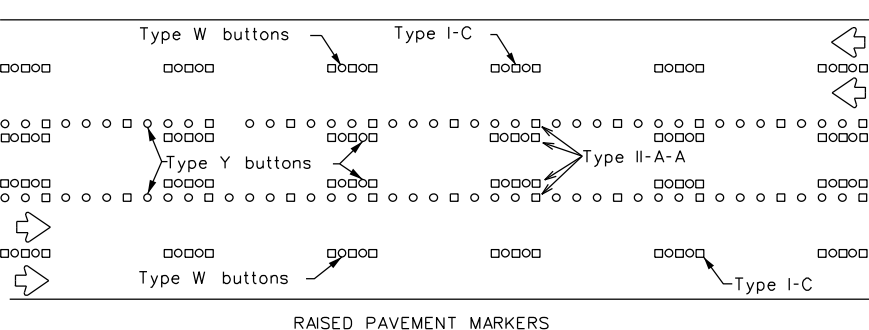 Type W buttons
Type I-C
Type Y buttons
Type II-A-A
Type W buttons
Type I-C
RAISED PAVEMENT MARKERS